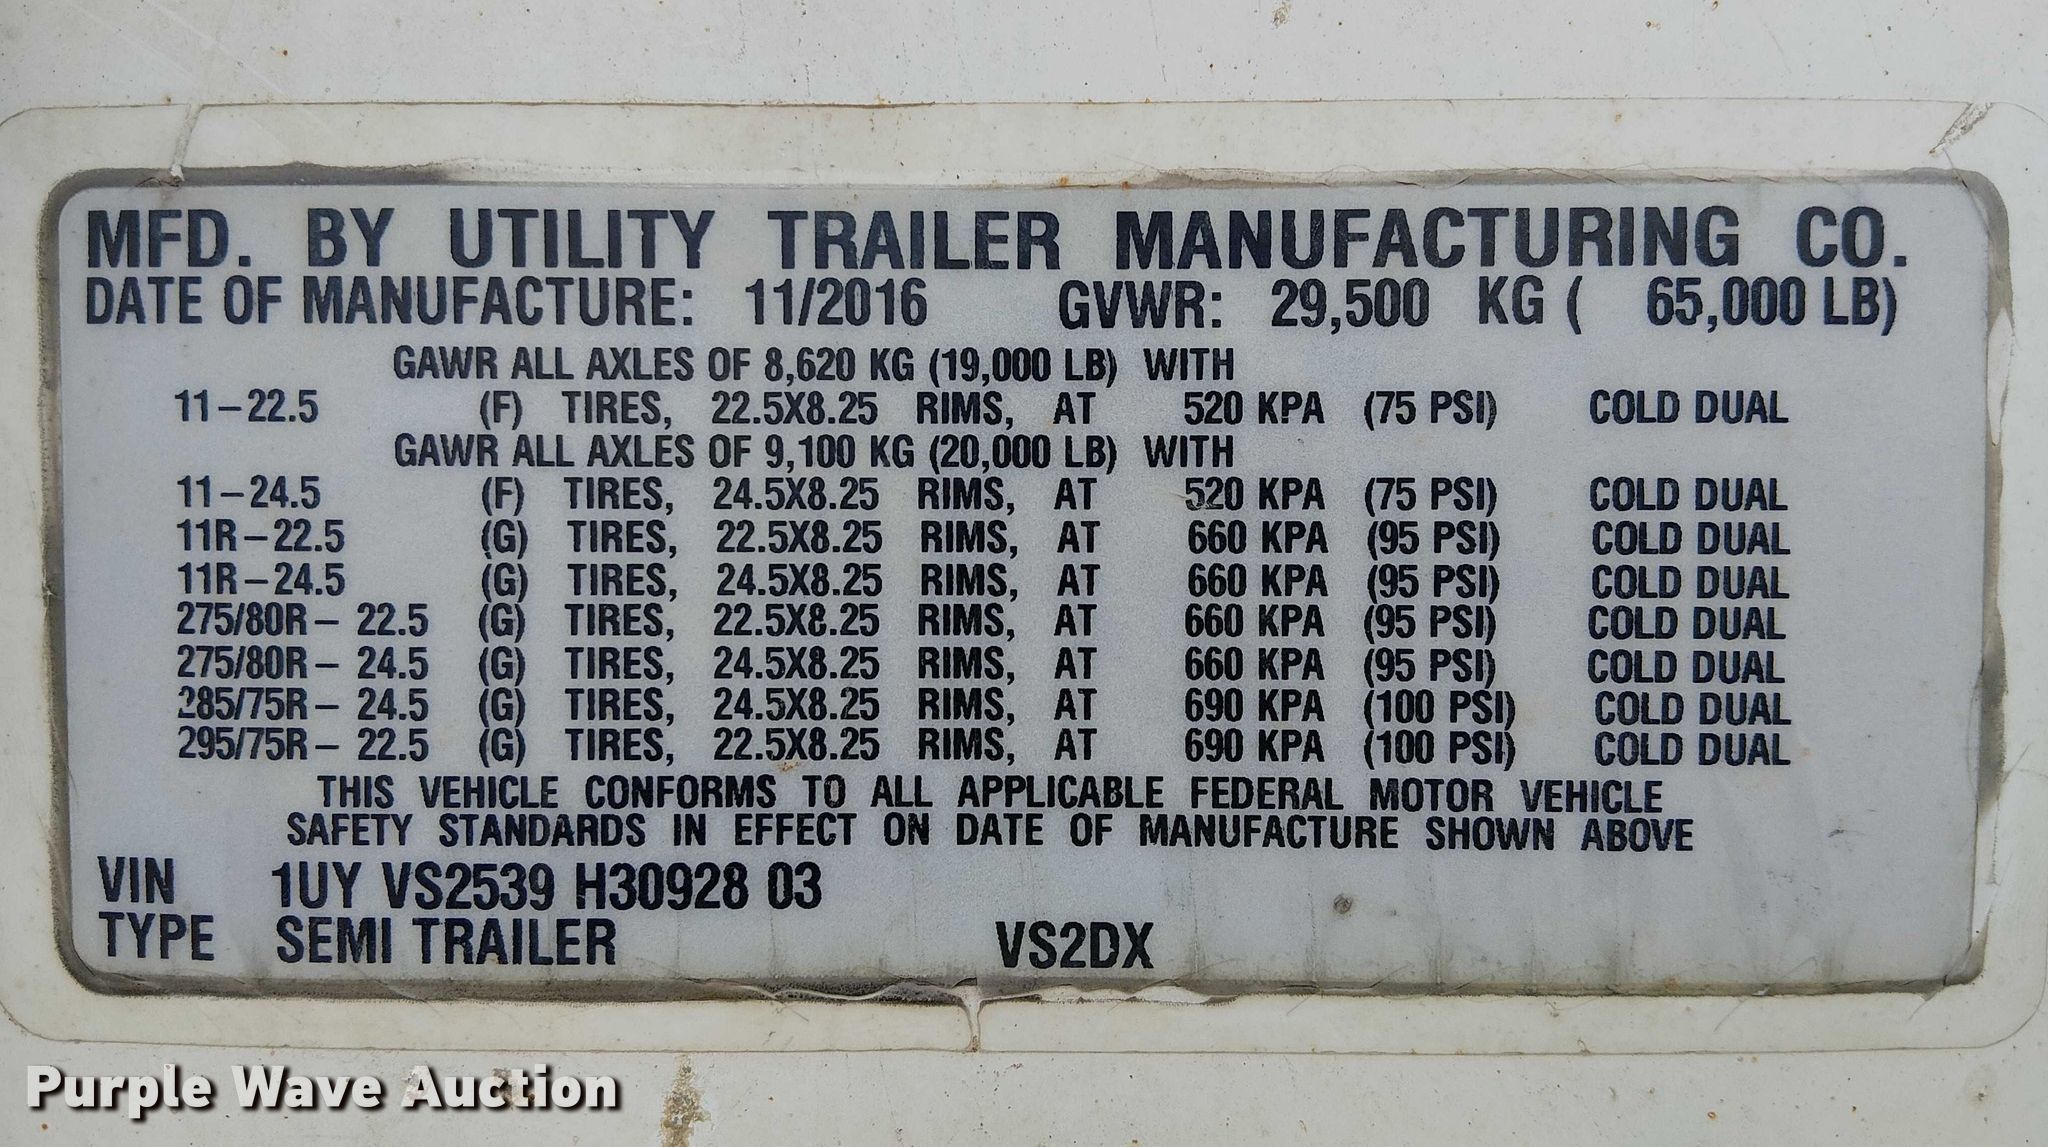 MFD. BY UTILITY TRAILER MANUFACTURING CO.
DATE OF MANUFACTURE: 11/2016 GVWR: 29,500 KG ( 65,000 LB)
GAWR ALL AXLES OF 8,620 KG (19,000 LB) WITH
11-22.5 (F) TIRES, 22.5X8.25 RIMS, AT 520 KPA (75 PSI) COLD DUAL
GAWR ALL AXLES OF 9,100 KG (20,000 LB) WITH
11-24.5 (F) TIRES, 24.5X8.25 RIMS, AT 520 KPA (75 PSI) COLD DUAL
11R-22.5 (G) TIRES, 22.5X8.25 RIMS, AT 660 KPA (95 PSI) COLD DUAL
11R-24.5 (G) TIRES, 24.5X8.25 RIMS, AT 660 KPA (95 PSI) COLD DUAL
275/80R- 22.5 (G) TIRES, 22.5X8.25 RIMS, AT 660 KPA (95 PSI) COLD DUAL
275/80R- 24.5 (G) TIRES, 24.5X8.25 RIMS, AT 660 KPA (95 PSI) COLD DUAL
285/75R- 24.5 (G) TIRES, 24.5X8.25 RIMS, AT 690 KPA (100 PSI) COLD DUAL
295/75R- 22.5 (G) TIRES, 22.5X8.25 RIMS, AT 690 KPA (100 PSI) COLD DUAL
THIS VEHICLE CONFORMS TO ALL APPLICABLE FEDERAL MOTOR VEHICLE
SAFETY STANDARDS IN EFFECT ON DATE OF MANUFACTURE SHOWN ABOVE
VIN 1UY VS2539 H30928 03
TYPE SEMI TRAILER VS2DX
Purple Wave Auction